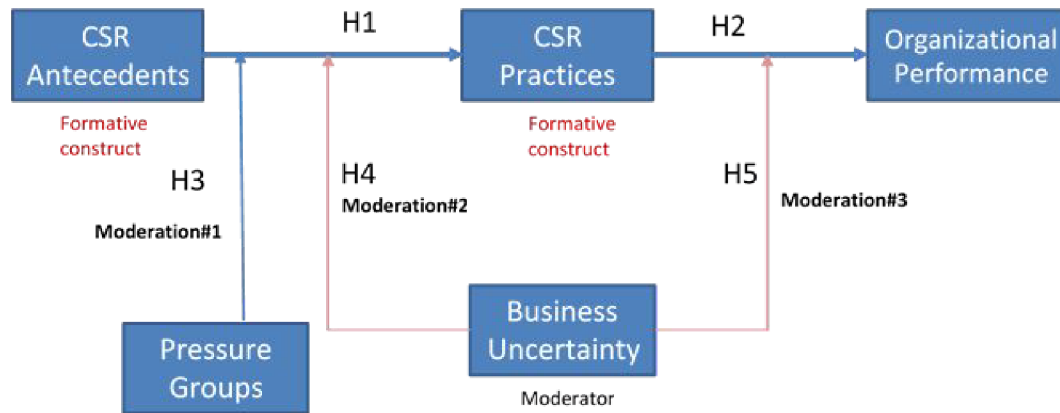 CSR
Antecedents
H1
CSR
Practices
H2
Organizational
Performance
Formative
construct
Formative
construct
H3
Moderation#1
H4
Moderation#2
H5
Moderation#3
Pressure
Groups
Business
Uncertainty
Moderator